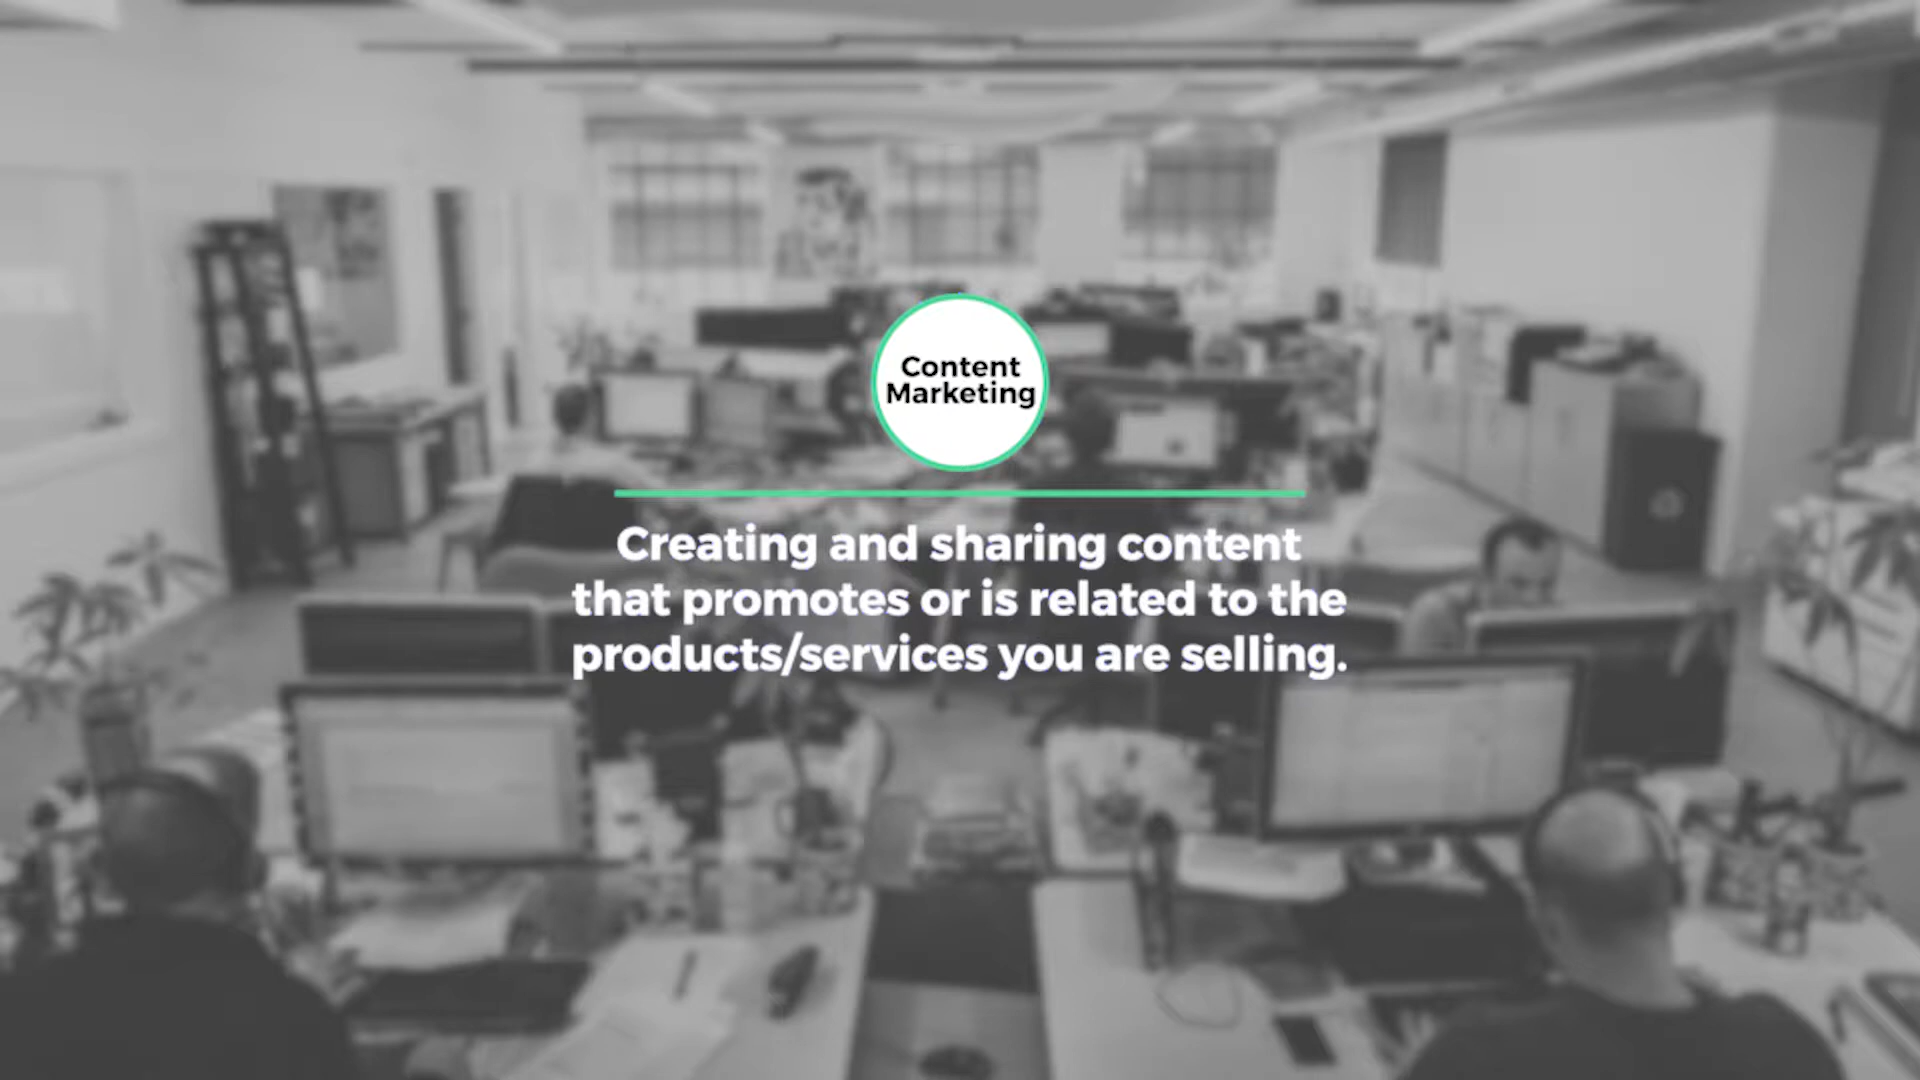 Content
Marketing
Creating and sharing content
that promotes or is related to the
products/services you are selling.